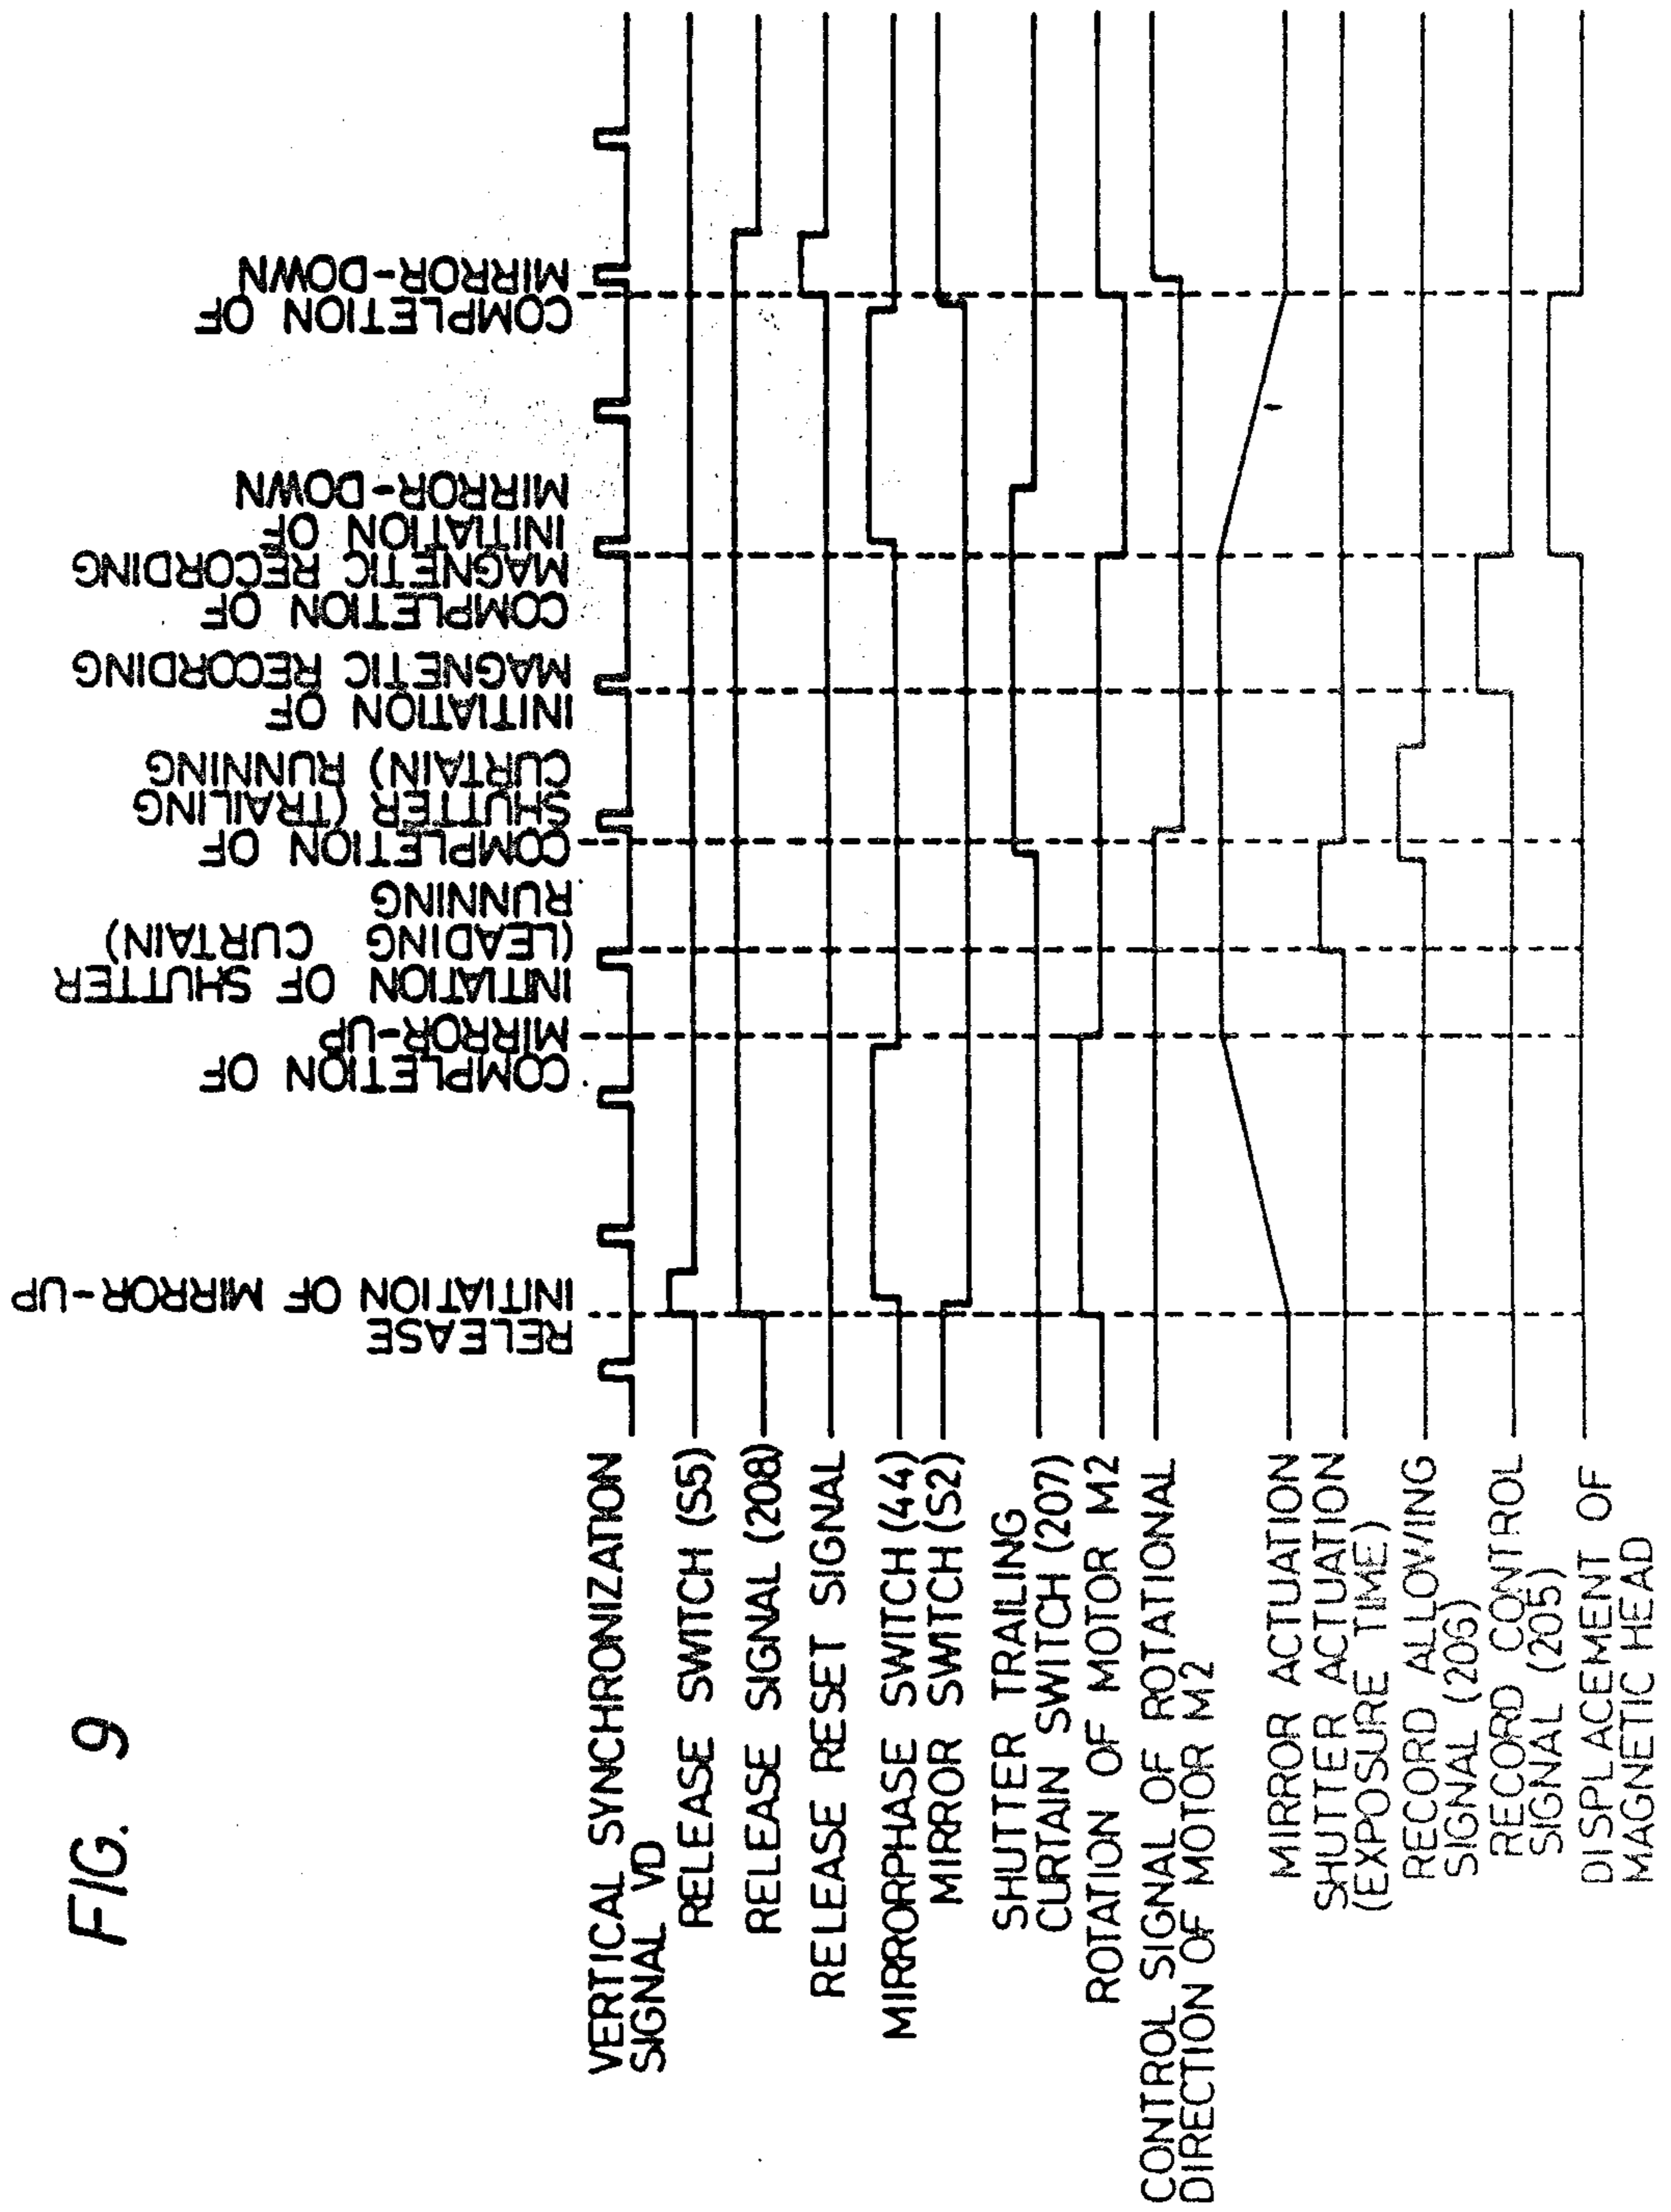 FIG. 9
RELEASE
INITIATION OF MIRROR-UP
COMPLETION OF
MIRROR-UP
INITIATION OF SHUTTER
(LEADING CURTAIN)
RUNNING
COMPLETION OF
SHUTTER (TRAILING
CURTAIN) RUNNING
INITIATION OF
MAGNETIC RECORDING
COMPLETION OF
MAGNETIC RECORDING
INITIATION OF
MIRROR-DOWN
COMPLETION OF
MIRROR-DOWN
VERTICAL SYNCHRONIZATION
SIGNAL VD
RELEASE SWITCH (S5)
RELEASE SIGNAL (208)
RELEASE RESET SIGNAL
MIRRORPHASE SWITCH (44)
MIRROR SWITCH (S2)
SHUTTER TRAILING
CURTAIN SWITCH (207)
ROTATION OF MOTOR M2
CONTROL SIGNAL OF ROTATIONAL
DIRECTION OF MOTOR M2
MIRROR ACTUATION
SHUTTER ACTUATION
(EXPOSURE TIME)
RECORD ALLOWING
SIGNAL (206)
RECORD CONTROL
SIGNAL (205)
DISPLACEMENT OF
MAGNETIC HEAD